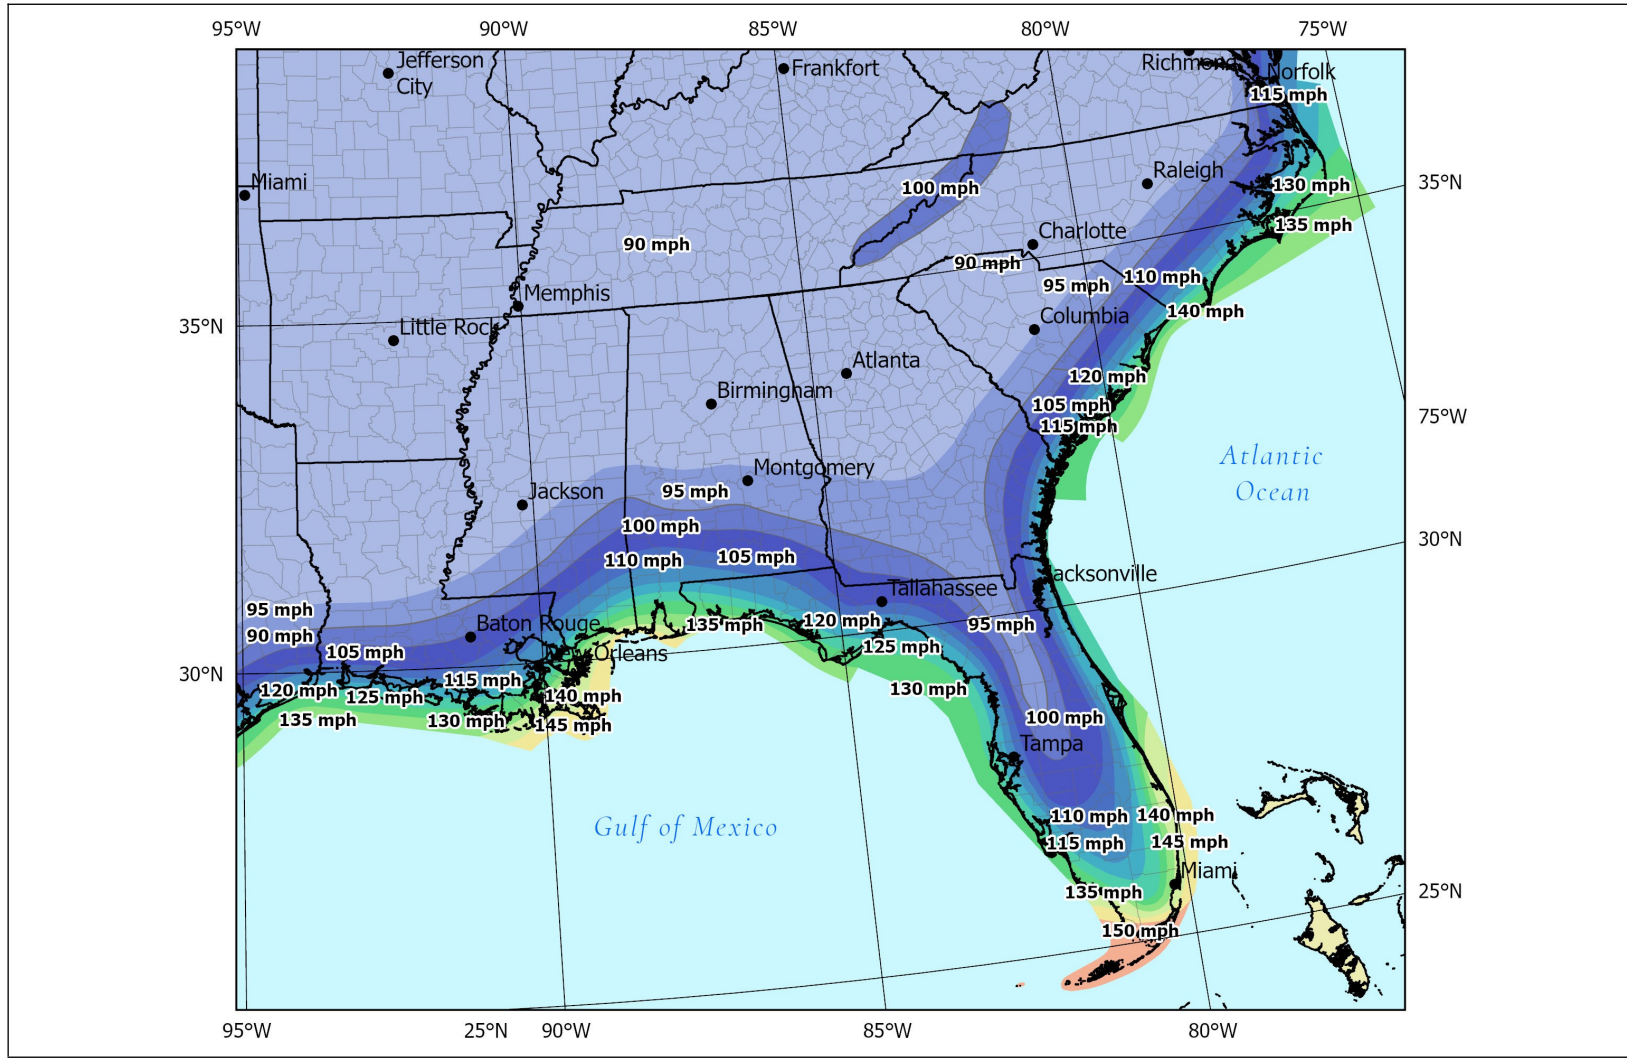 95°W
90°W
85°W
80°W
75°W
Jefferson
City
Frankfort
Richmond
Norfolk
115 mph
Miami
Raleigh
35°N
100 mph
130 mph
135 mph
Charlotte
90 mph
90 mph
95 mph
110 mph
Memphis
140 mph
35°N
Little Rock
Columbia
Atlanta
120 mph
Birmingham
105 mph
75°W
115 mph
Atlantic
Ocean
Montgomery
95 mph
Jackson
100 mph
30°N
110 mph
105 mph
Jacksonville
Tallahassee
95 mph
Baton Rouge
135 mph
120 mph
95 mph
90 mph
105 mph
New Orleans
125 mph
30°N
115 mph
120 mph
125 mph
140 mph
130 mph
135 mph
130 mph
145 mph
100 mph
Tampa
Gulf of Mexico
110 mph
140 mph
115 mph
145 mph
Miami
135 mph
25°N
150 mph
95°W
25°N
90°W
85°W
80°W